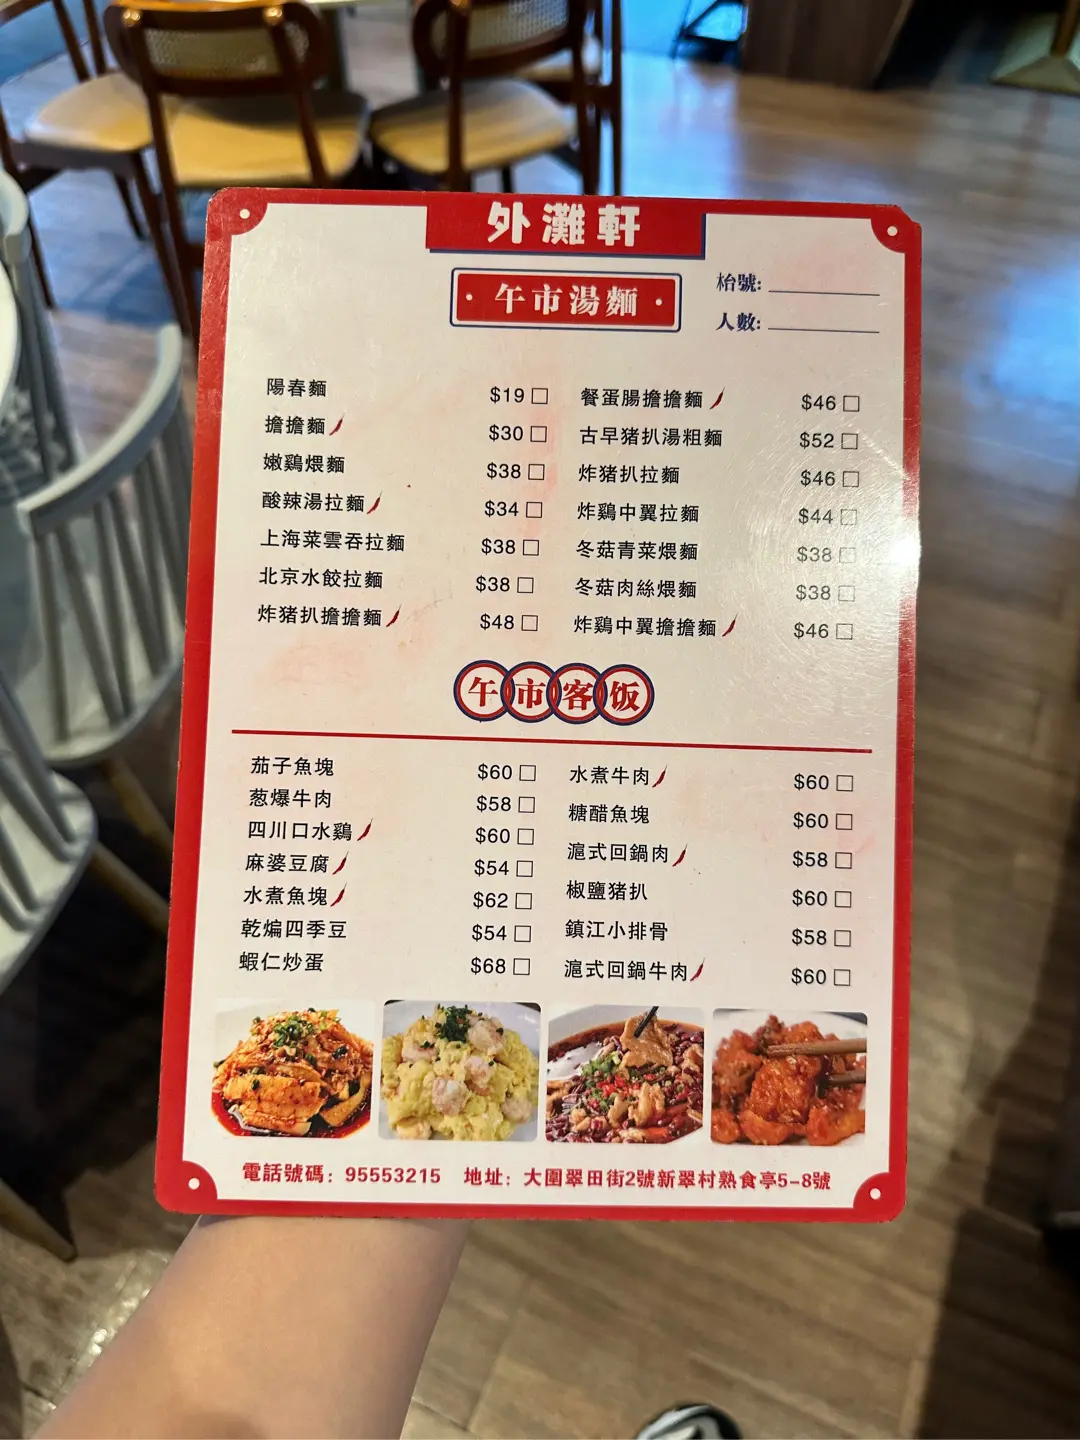 外灘軒
· 午市湯麵 ·
枱號:
人數:
陽春麵 $19
擔擔麵 $30
嫩鷄煨麵 $38
酸辣湯拉麵 $34
上海菜雲吞拉麵 $38
北京水餃拉麵 $38
炸猪扒擔擔麵 $48
餐蛋腸擔擔麵 $46
古早猪扒湯粗麵 $52
炸猪扒拉麵 $46
炸鷄中翼拉麵 $44
冬菇青菜煨麵 $38
冬菇肉絲煨麵 $38
炸鷄中翼擔擔麵 $46
午市客饭
茄子魚塊 $60
葱爆牛肉 $58
四川口水鷄 $60
麻婆豆腐 $54
水煮魚塊 $62
乾煸四季豆 $54
蝦仁炒蛋 $68
水煮牛肉 $60
糖醋魚塊 $60
滬式回鍋肉 $58
椒鹽猪扒 $60
鎮江小排骨 $58
滬式回鍋牛肉 $60
電話號碼：95553215 地址：大圍翠田街2號新翠村熟食亭5-8號